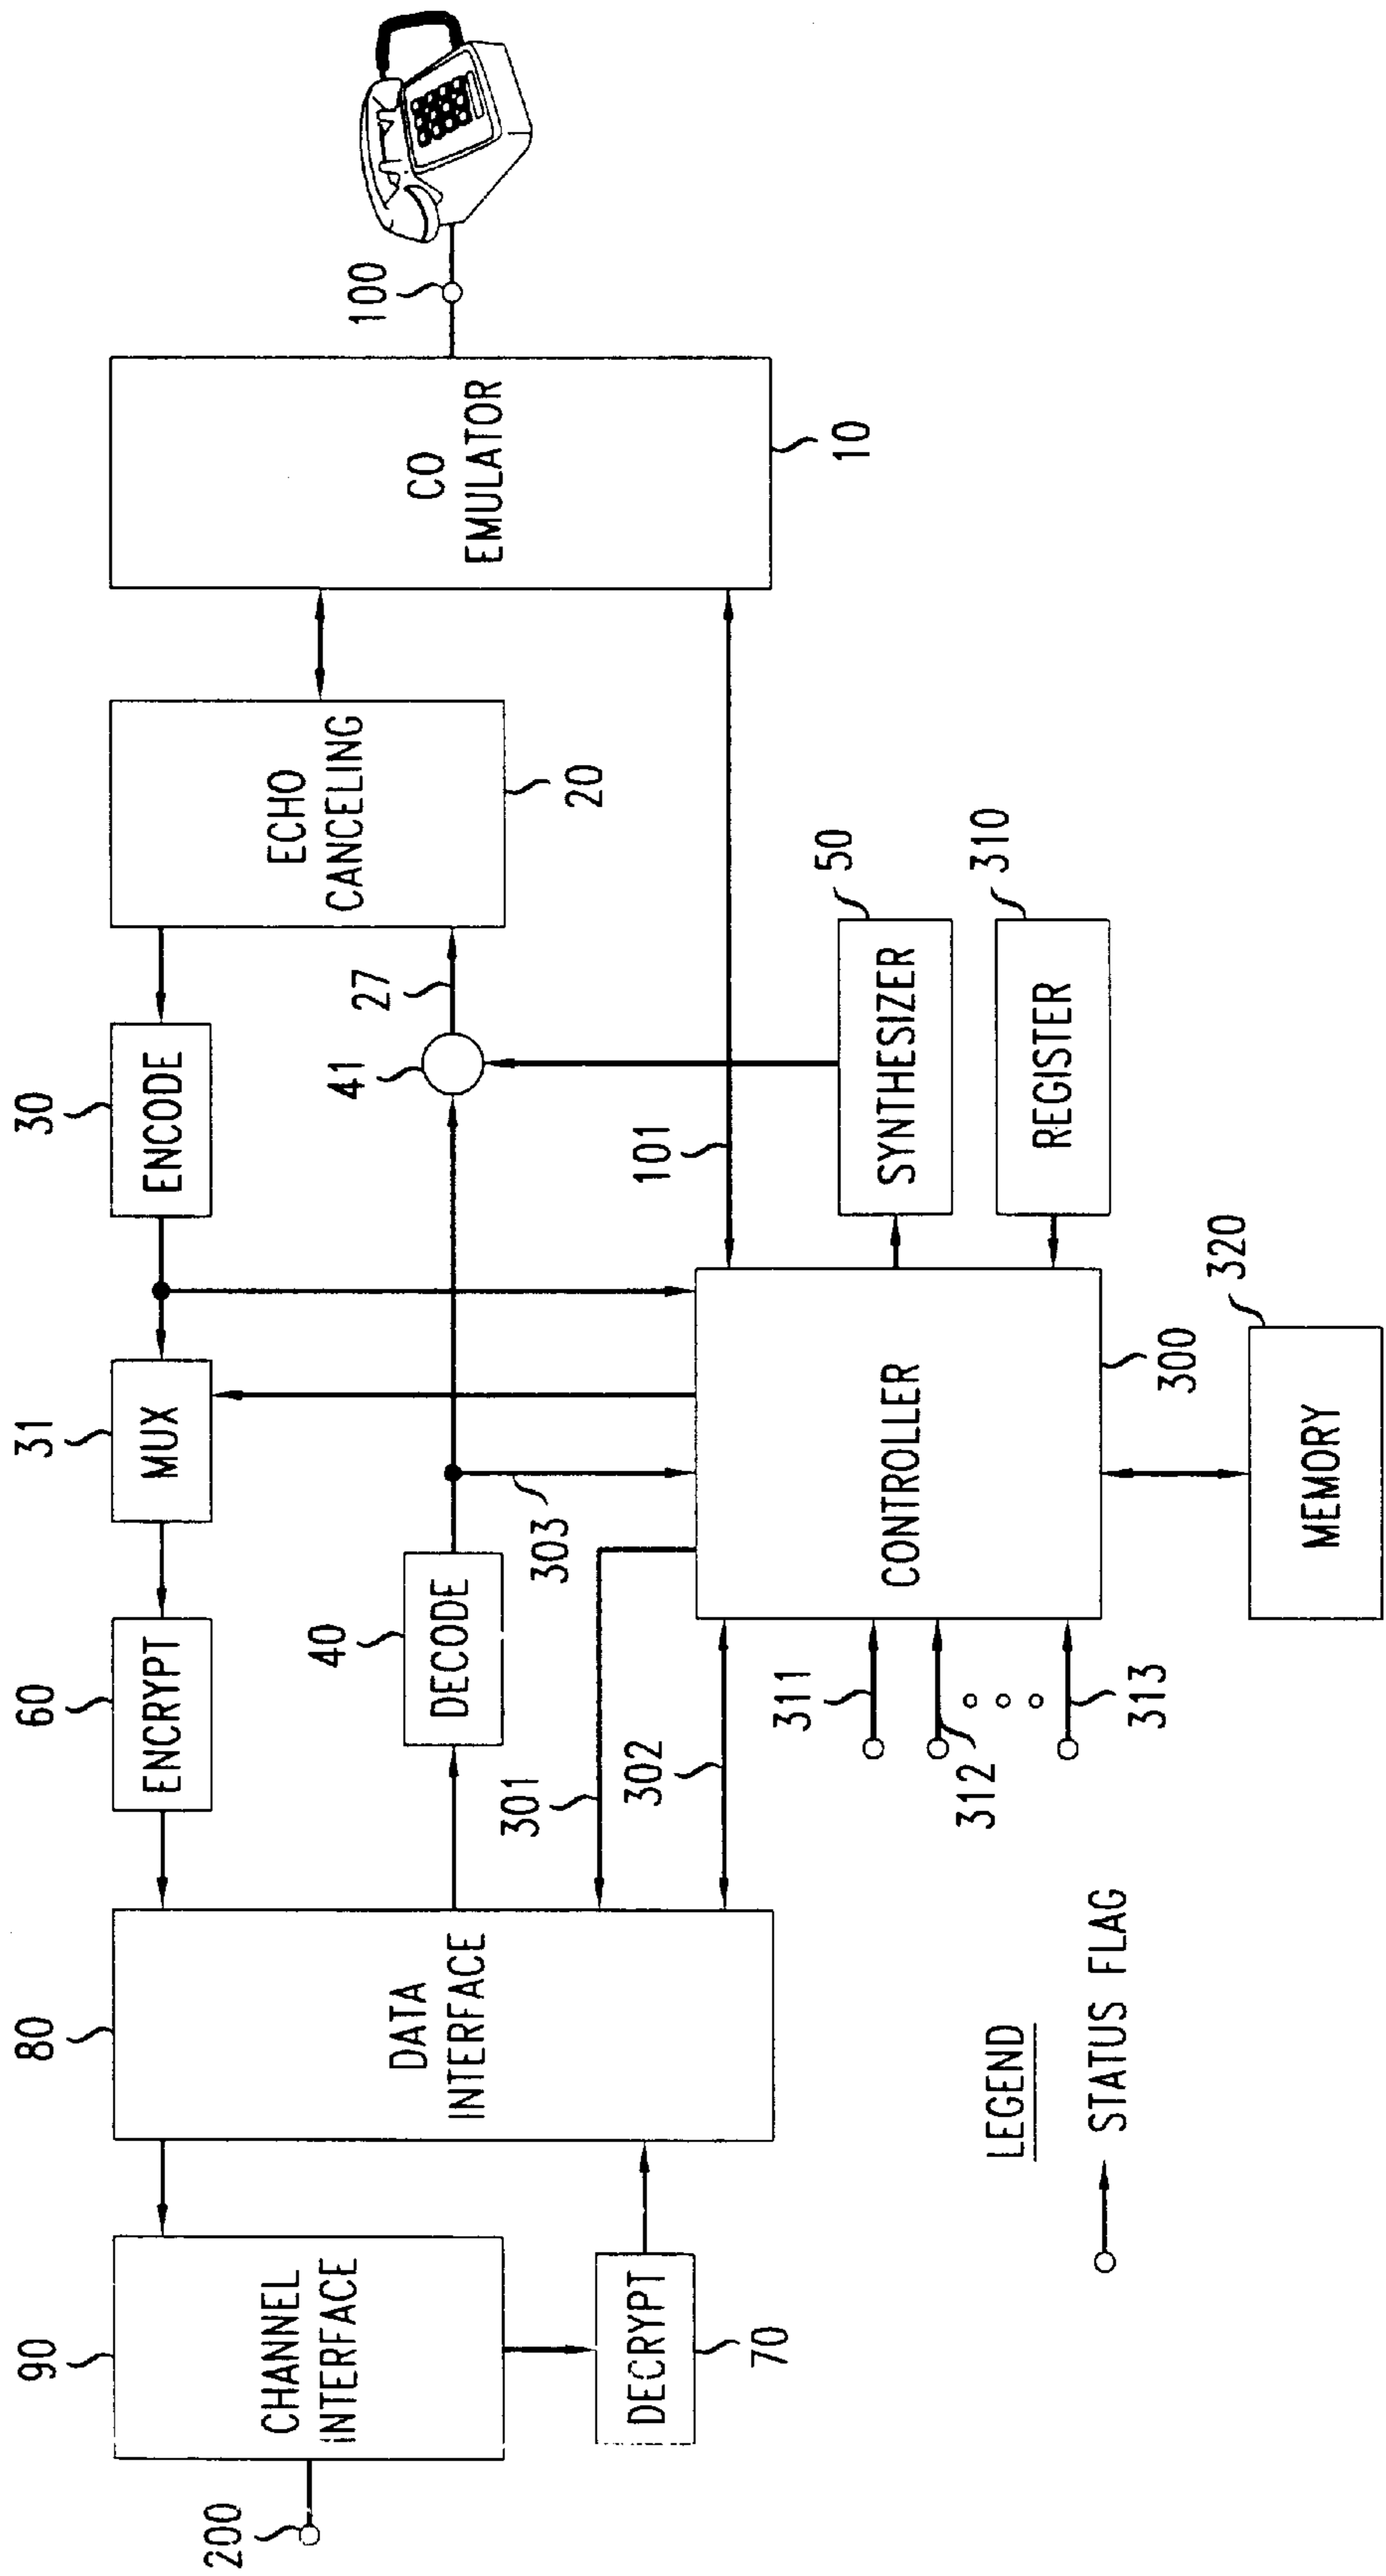 90
80
60
31
30
200
CHANNEL
INTERFACE
DATA
INTERFACE
ENCRYPT
MUX
ENCODE
ECHO
CANCELING
CO
EMULATOR
100
40
DECODE
41
27
20
DECRYPT
70
301
302
303
101
10
311
312
313
CONTROLLER
300
SYNTHESIZER
50
REGISTER
310
MEMORY
320
LEGEND
STATUS FLAG